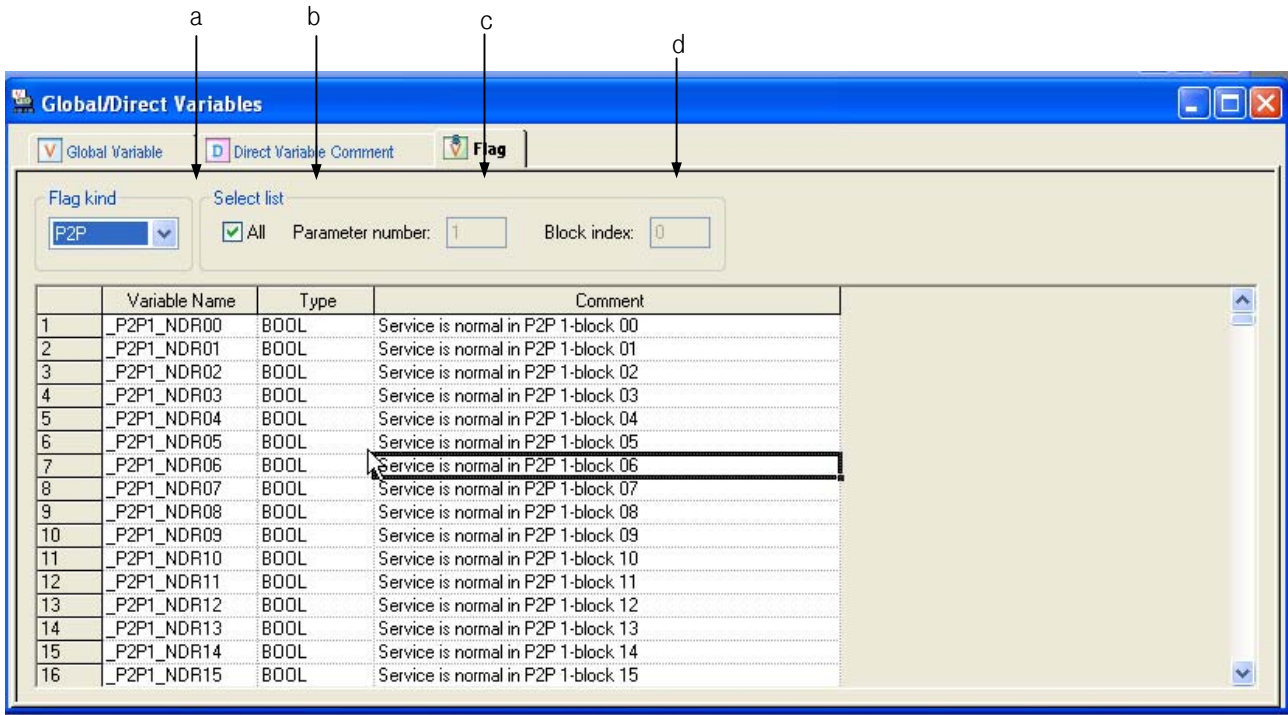 a b c d
Global/Direct Variables
V Global Variable D Direct Variable Comment V Flag
Flag kind Select list
P2P All Parameter number: 1 Block index: 0
Variable Name Type Comment
1 _P2P1_NDR00 BOOL Service is normal in P2P 1-block 00
2 _P2P1_NDR01 BOOL Service is normal in P2P 1-block 01
3 _P2P1_NDR02 BOOL Service is normal in P2P 1-block 02
4 _P2P1_NDR03 BOOL Service is normal in P2P 1-block 03
5 _P2P1_NDR04 BOOL Service is normal in P2P 1-block 04
6 _P2P1_NDR05 BOOL Service is normal in P2P 1-block 05
7 _P2P1_NDR06 BOOL Service is normal in P2P 1-block 06
8 _P2P1_NDR07 BOOL Service is normal in P2P 1-block 07
9 _P2P1_NDR08 BOOL Service is normal in P2P 1-block 08
10 _P2P1_NDR09 BOOL Service is normal in P2P 1-block 09
11 _P2P1_NDR10 BOOL Service is normal in P2P 1-block 10
12 _P2P1_NDR11 BOOL Service is normal in P2P 1-block 11
13 _P2P1_NDR12 BOOL Service is normal in P2P 1-block 12
14 _P2P1_NDR13 BOOL Service is normal in P2P 1-block 13
15 _P2P1_NDR14 BOOL Service is normal in P2P 1-block 14
16 _P2P1_NDR15 BOOL Service is normal in P2P 1-block 15